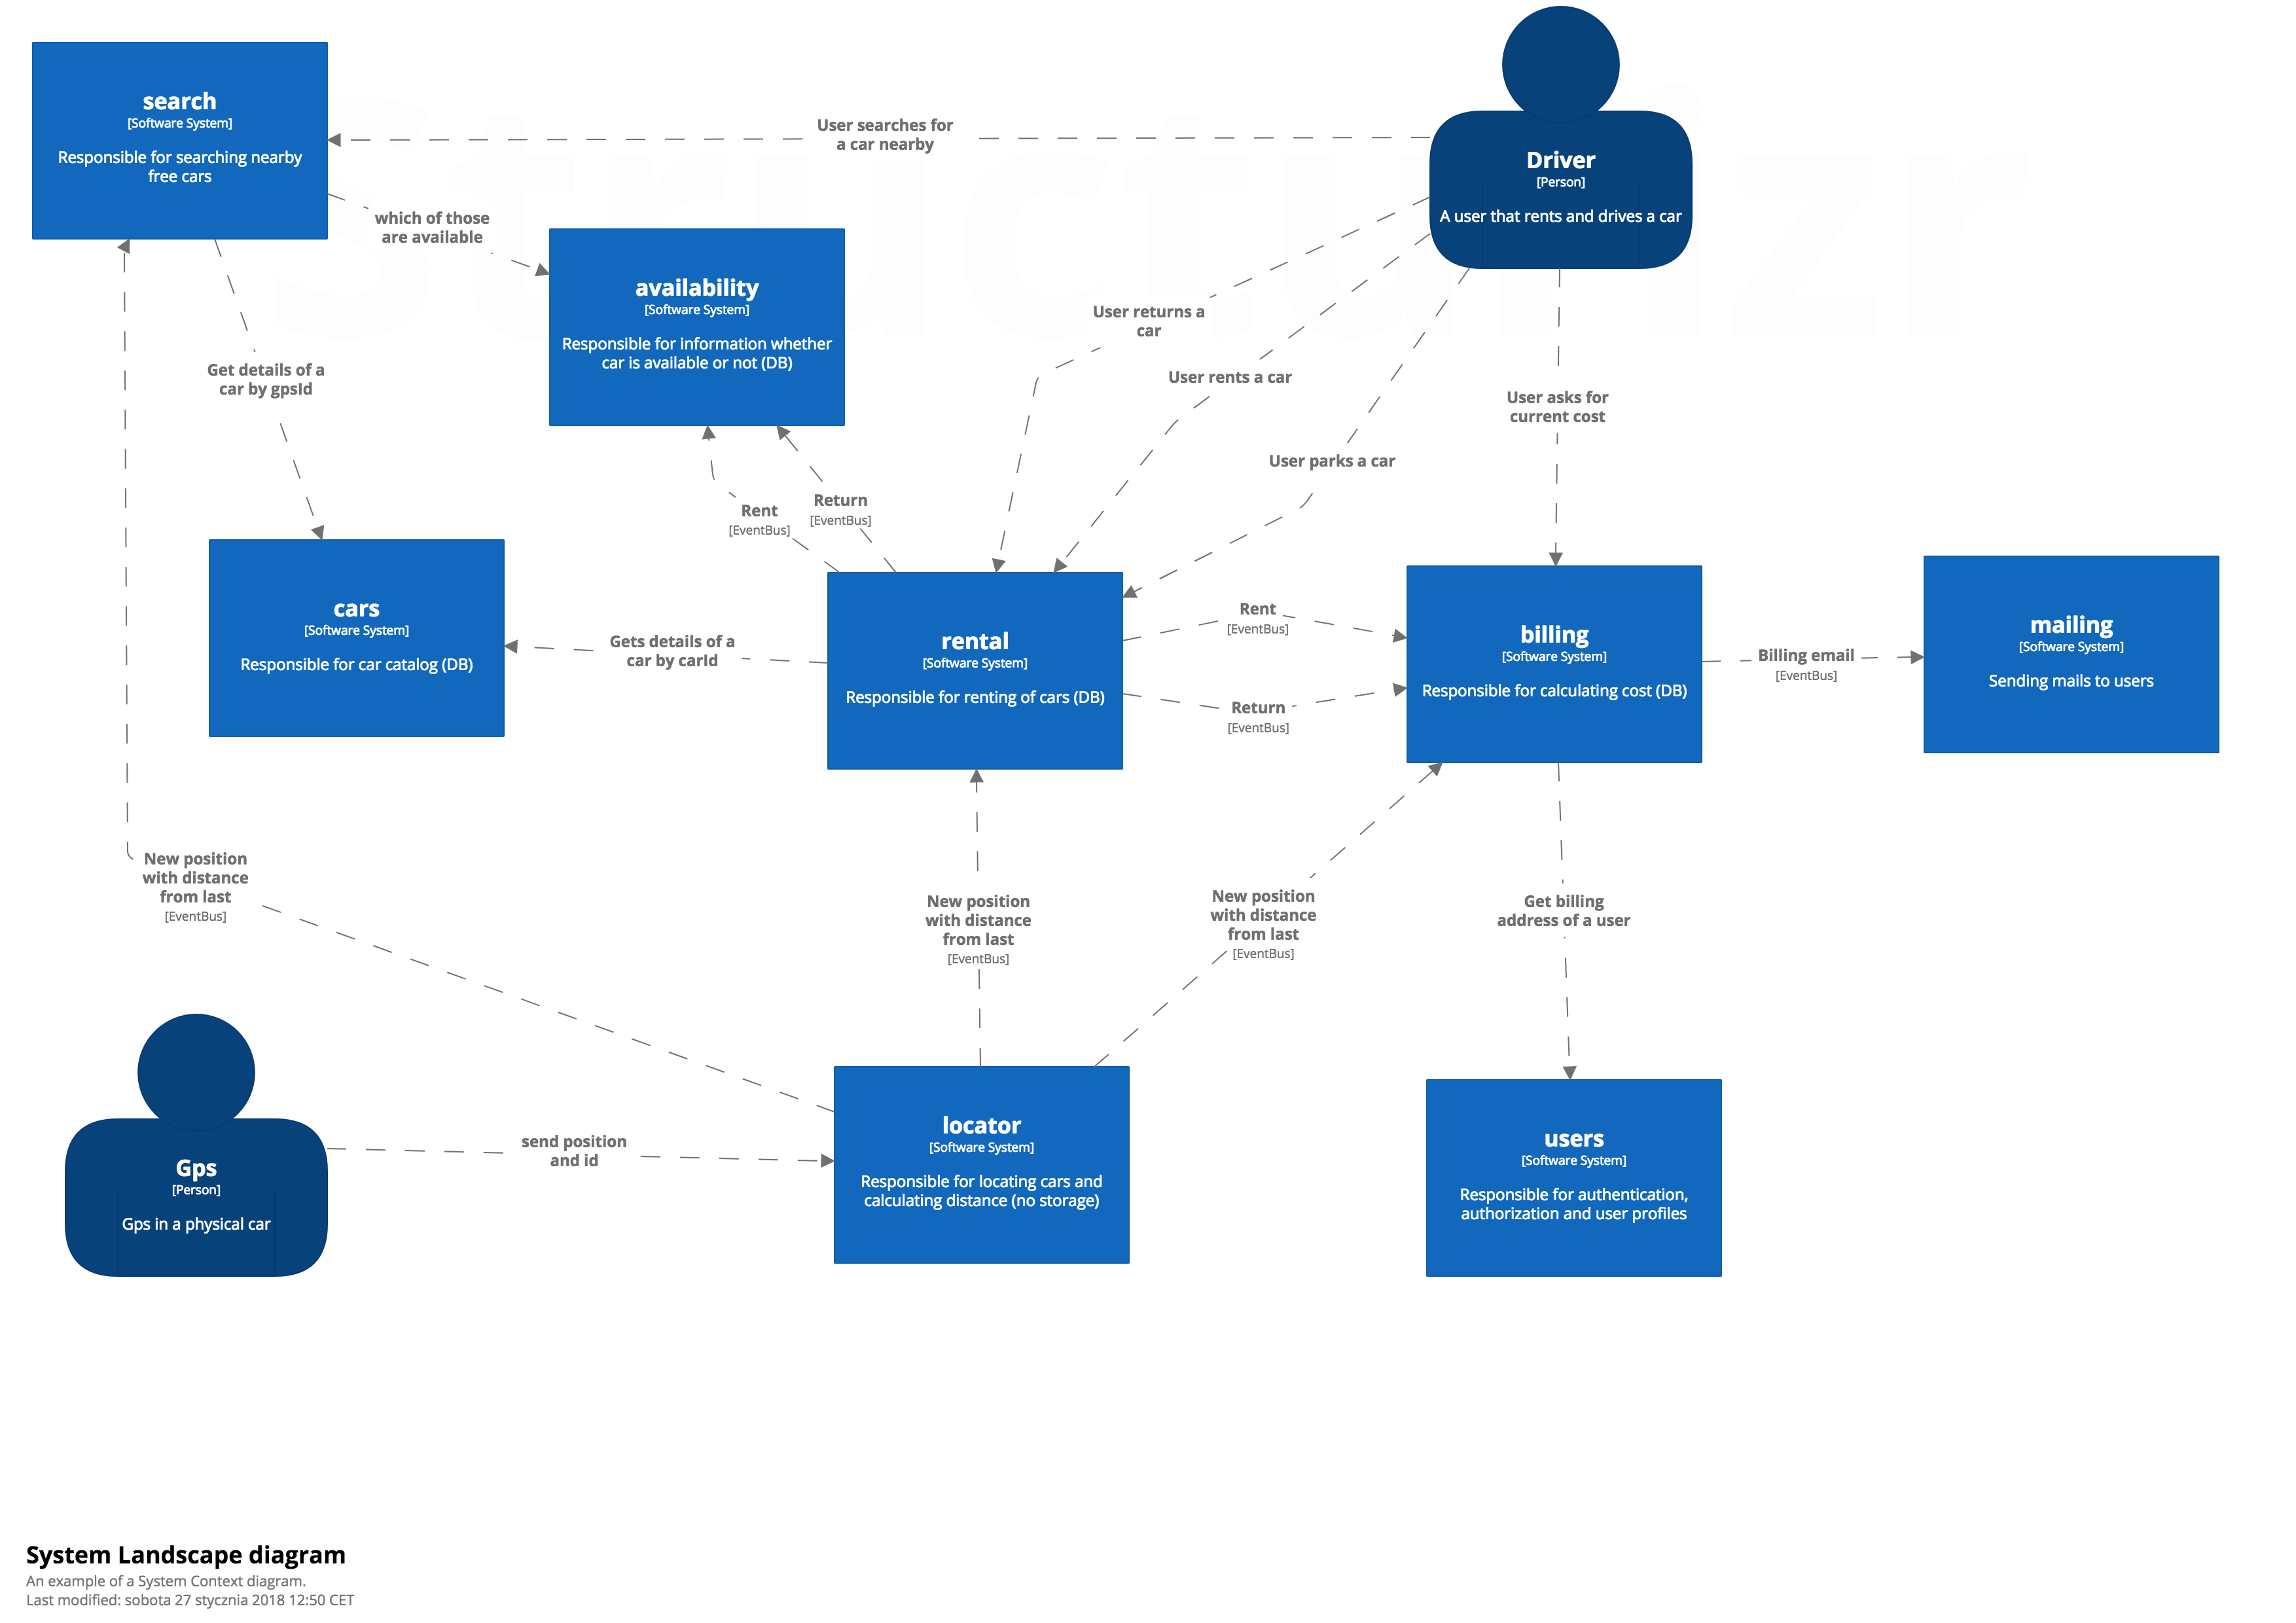 search
[Software System]
Responsible for searching nearby
free cars
User searches for
a car nearby
Driver
[Person]
A user that rents and drives a car
which of those
are available
availability
[Software System]
Responsible for information whether
car is available or not (DB)
User returns a
car
Get details of a
car by gpsId
User rents a car
User asks for
current cost
User parks a car
Rent
[EventBus]
Return
[EventBus]
cars
[Software System]
Responsible for car catalog (DB)
Gets details of a
car by carId
rental
[Software System]
Responsible for renting of cars (DB)
Rent
[EventBus]
Return
[EventBus]
billing
[Software System]
Responsible for calculating cost (DB)
Billing email
[EventBus]
mailing
[Software System]
Sending mails to users
New position
with distance
from last
[EventBus]
New position
with distance
from last
[EventBus]
New position
with distance
from last
[EventBus]
Get billing
address of a user
Gps
[Person]
Gps in a physical car
send position
and id
locator
[Software System]
Responsible for locating cars and
calculating distance (no storage)
users
[Software System]
Responsible for authentication,
authorization and user profiles
System Landscape diagram
An example of a System Context diagram.
Last modified: sobota 27 stycznia 2018 12:50 CET